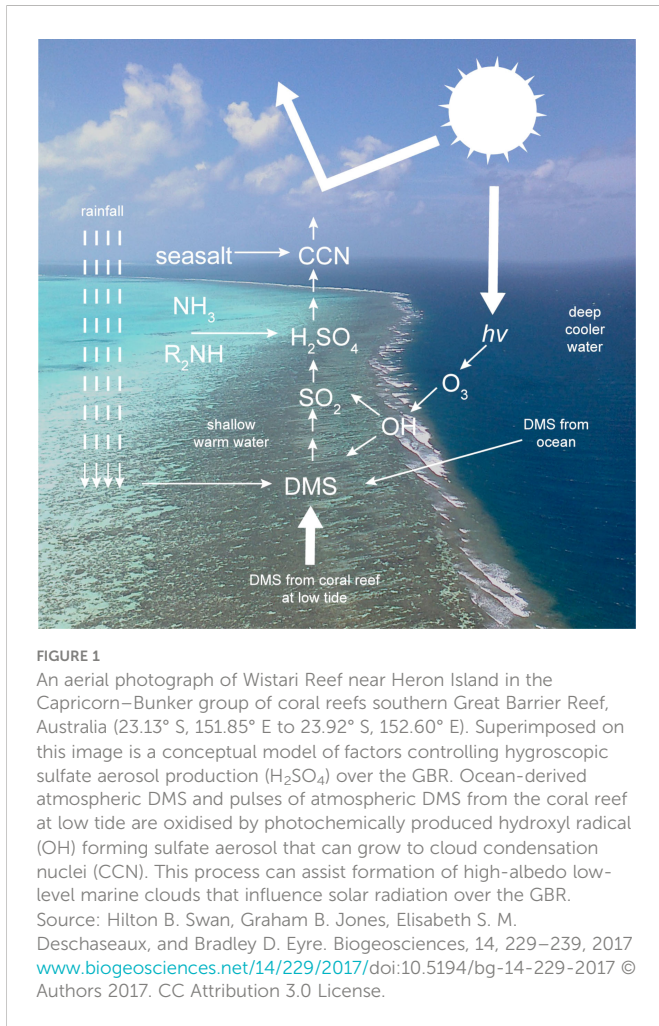 rainfall
seasalt
CCN
NH₃
R₂NH
H₂SO₄
hv
deep
cooler
water
O₃
SO₂
OH
shallow
warm water
DMS from
ocean
DMS
DMS from coral reef
at low tide
FIGURE 1
An aerial photograph of Wistari Reef near Heron Island in the
Capricorn–Bunker group of coral reefs southern Great Barrier Reef,
Australia (23.13° S, 151.85° E to 23.92° S, 152.60° E). Superimposed on
this image is a conceptual model of factors controlling hygroscopic
sulfate aerosol production (H₂SO₄) over the GBR. Ocean-derived
atmospheric DMS and pulses of atmospheric DMS from the coral reef
at low tide are oxidised by photochemically produced hydroxyl radical
(OH) forming sulfate aerosol that can grow to cloud condensation
nuclei (CCN). This process can assist formation of high-albedo low-
level marine clouds that influence solar radiation over the GBR.
Source: Hilton B. Swan, Graham B. Jones, Elisabeth S. M.
Deschaseaux, and Bradley D. Eyre. Biogeosciences, 14, 229–239, 2017
www.biogeosciences.net/14/229/2017/doi:10.5194/bg-14-229-2017 ©
Authors 2017. CC Attribution 3.0 License.